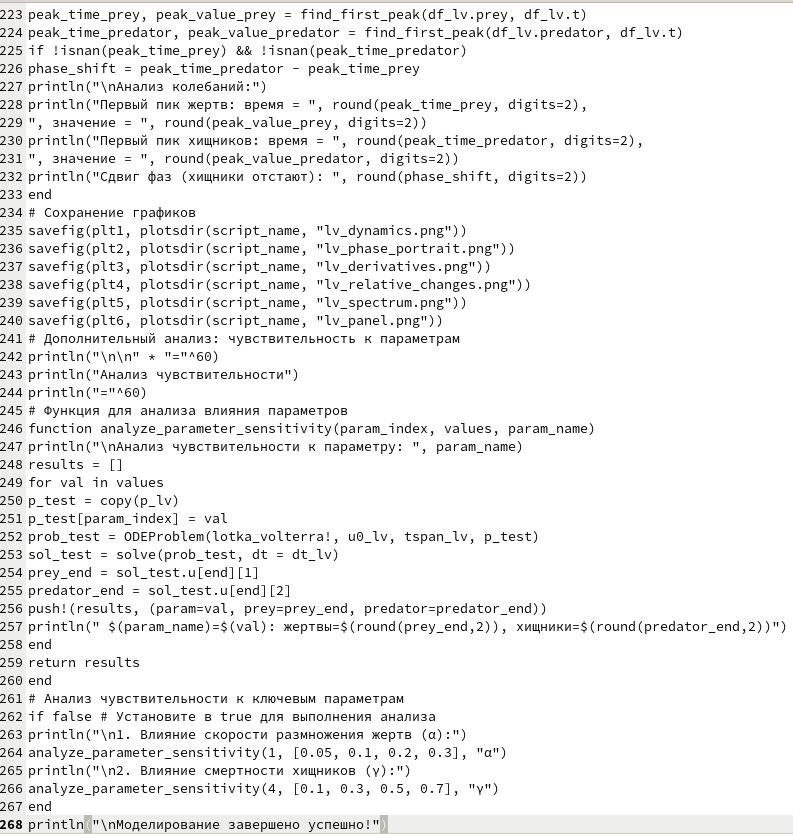 223 peak_time_prey, peak_value_prey = find_first_peak(df_lv.prey, df_lv.t)
224 peak_time_predator, peak_value_predator = find_first_peak(df_lv.predator, df_lv.t)
225 if !isnan(peak_time_prey) && !isnan(peak_time_predator)
226 phase_shift = peak_time_predator - peak_time_prey
227 println("\nАнализ колебаний:")
228 println("Первый пик жертв: время = ", round(peak_time_prey, digits=2),
229 ", значение = ", round(peak_value_prey, digits=2))
230 println("Первый пик хищников: время = ", round(peak_time_predator, digits=2),
231 ", значение = ", round(peak_value_predator, digits=2))
232 println("Сдвиг фаз (хищники отстают): ", round(phase_shift, digits=2))
233 end
234 # Сохранение графиков
235 savefig(plt1, plotsdir(script_name, "lv_dynamics.png"))
236 savefig(plt2, plotsdir(script_name, "lv_phase_portrait.png"))
237 savefig(plt3, plotsdir(script_name, "lv_derivatives.png"))
238 savefig(plt4, plotsdir(script_name, "lv_relative_changes.png"))
239 savefig(plt5, plotsdir(script_name, "lv_spectrum.png"))
240 savefig(plt6, plotsdir(script_name, "lv_panel.png"))
241 # Дополнительный анализ: чувствительность к параметрам
242 println("\n\n" * "="^60)
243 println("Анализ чувствительности")
244 println("="^60)
245 # Функция для анализа влияния параметров
246 function analyze_parameter_sensitivity(param_index, values, param_name)
247 println("\nАнализ чувствительности к параметру: ", param_name)
248 results = []
249 for val in values
250 p_test = copy(p_lv)
251 p_test[param_index] = val
252 prob_test = ODEProblem(lotka_volterra!, u0_lv, tspan_lv, p_test)
253 sol_test = solve(prob_test, dt = dt_lv)
254 prey_end = sol_test.u[end][1]
255 predator_end = sol_test.u[end][2]
256 push!(results, (param=val, prey=prey_end, predator=predator_end))
257 println(" $(param_name)=$(val): жертвы=$(round(prey_end,2)), хищники=$(round(predator_end,2))")
258 end
259 return results
260 end
261 # Анализ чувствительности к ключевым параметрам
262 if false # Установите в true для выполнения анализа
263 println("\n1. Влияние скорости размножения жертв (α):")
264 analyze_parameter_sensitivity(1, [0.05, 0.1, 0.2, 0.3], "α")
265 println("\n2. Влияние смертности хищников (γ):")
266 analyze_parameter_sensitivity(4, [0.1, 0.3, 0.5, 0.7], "γ")
267 end
268 println("\nМоделирование завершено успешно!")